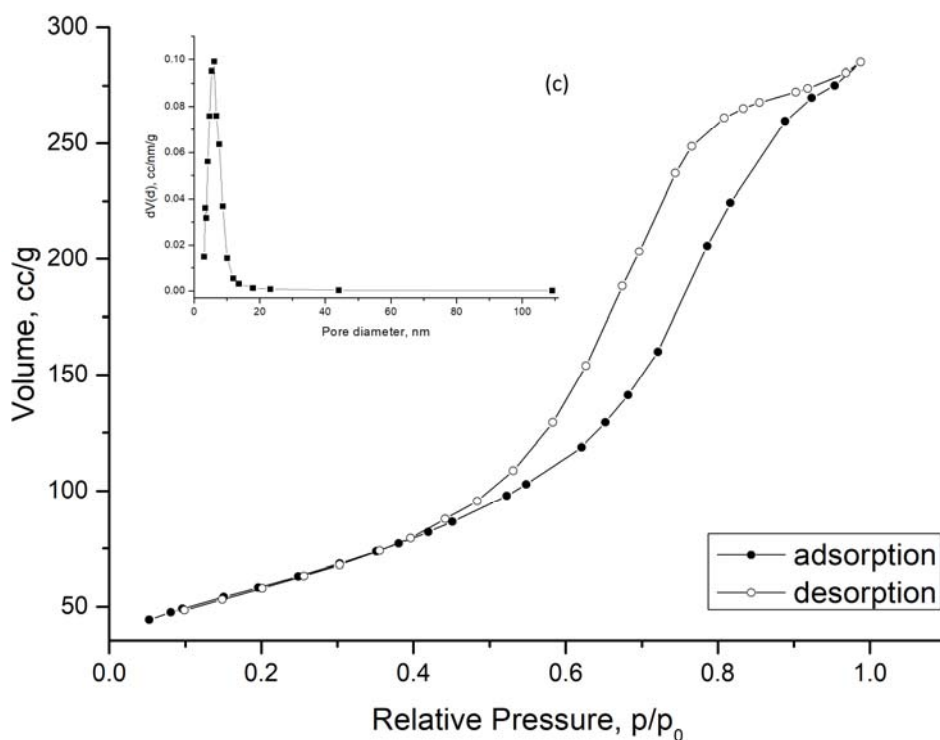 300
250
200
150
100
50
Volume, cc/g
0.0 0.2 0.4 0.6 0.8 1.0
Relative Pressure, p/p₀
(c)
0.10
0.08
0.06
0.04
0.02
0.00
dV(d), cc/nm/g
0 20 40 60 80 100
Pore diameter, nm
adsorption
desorption